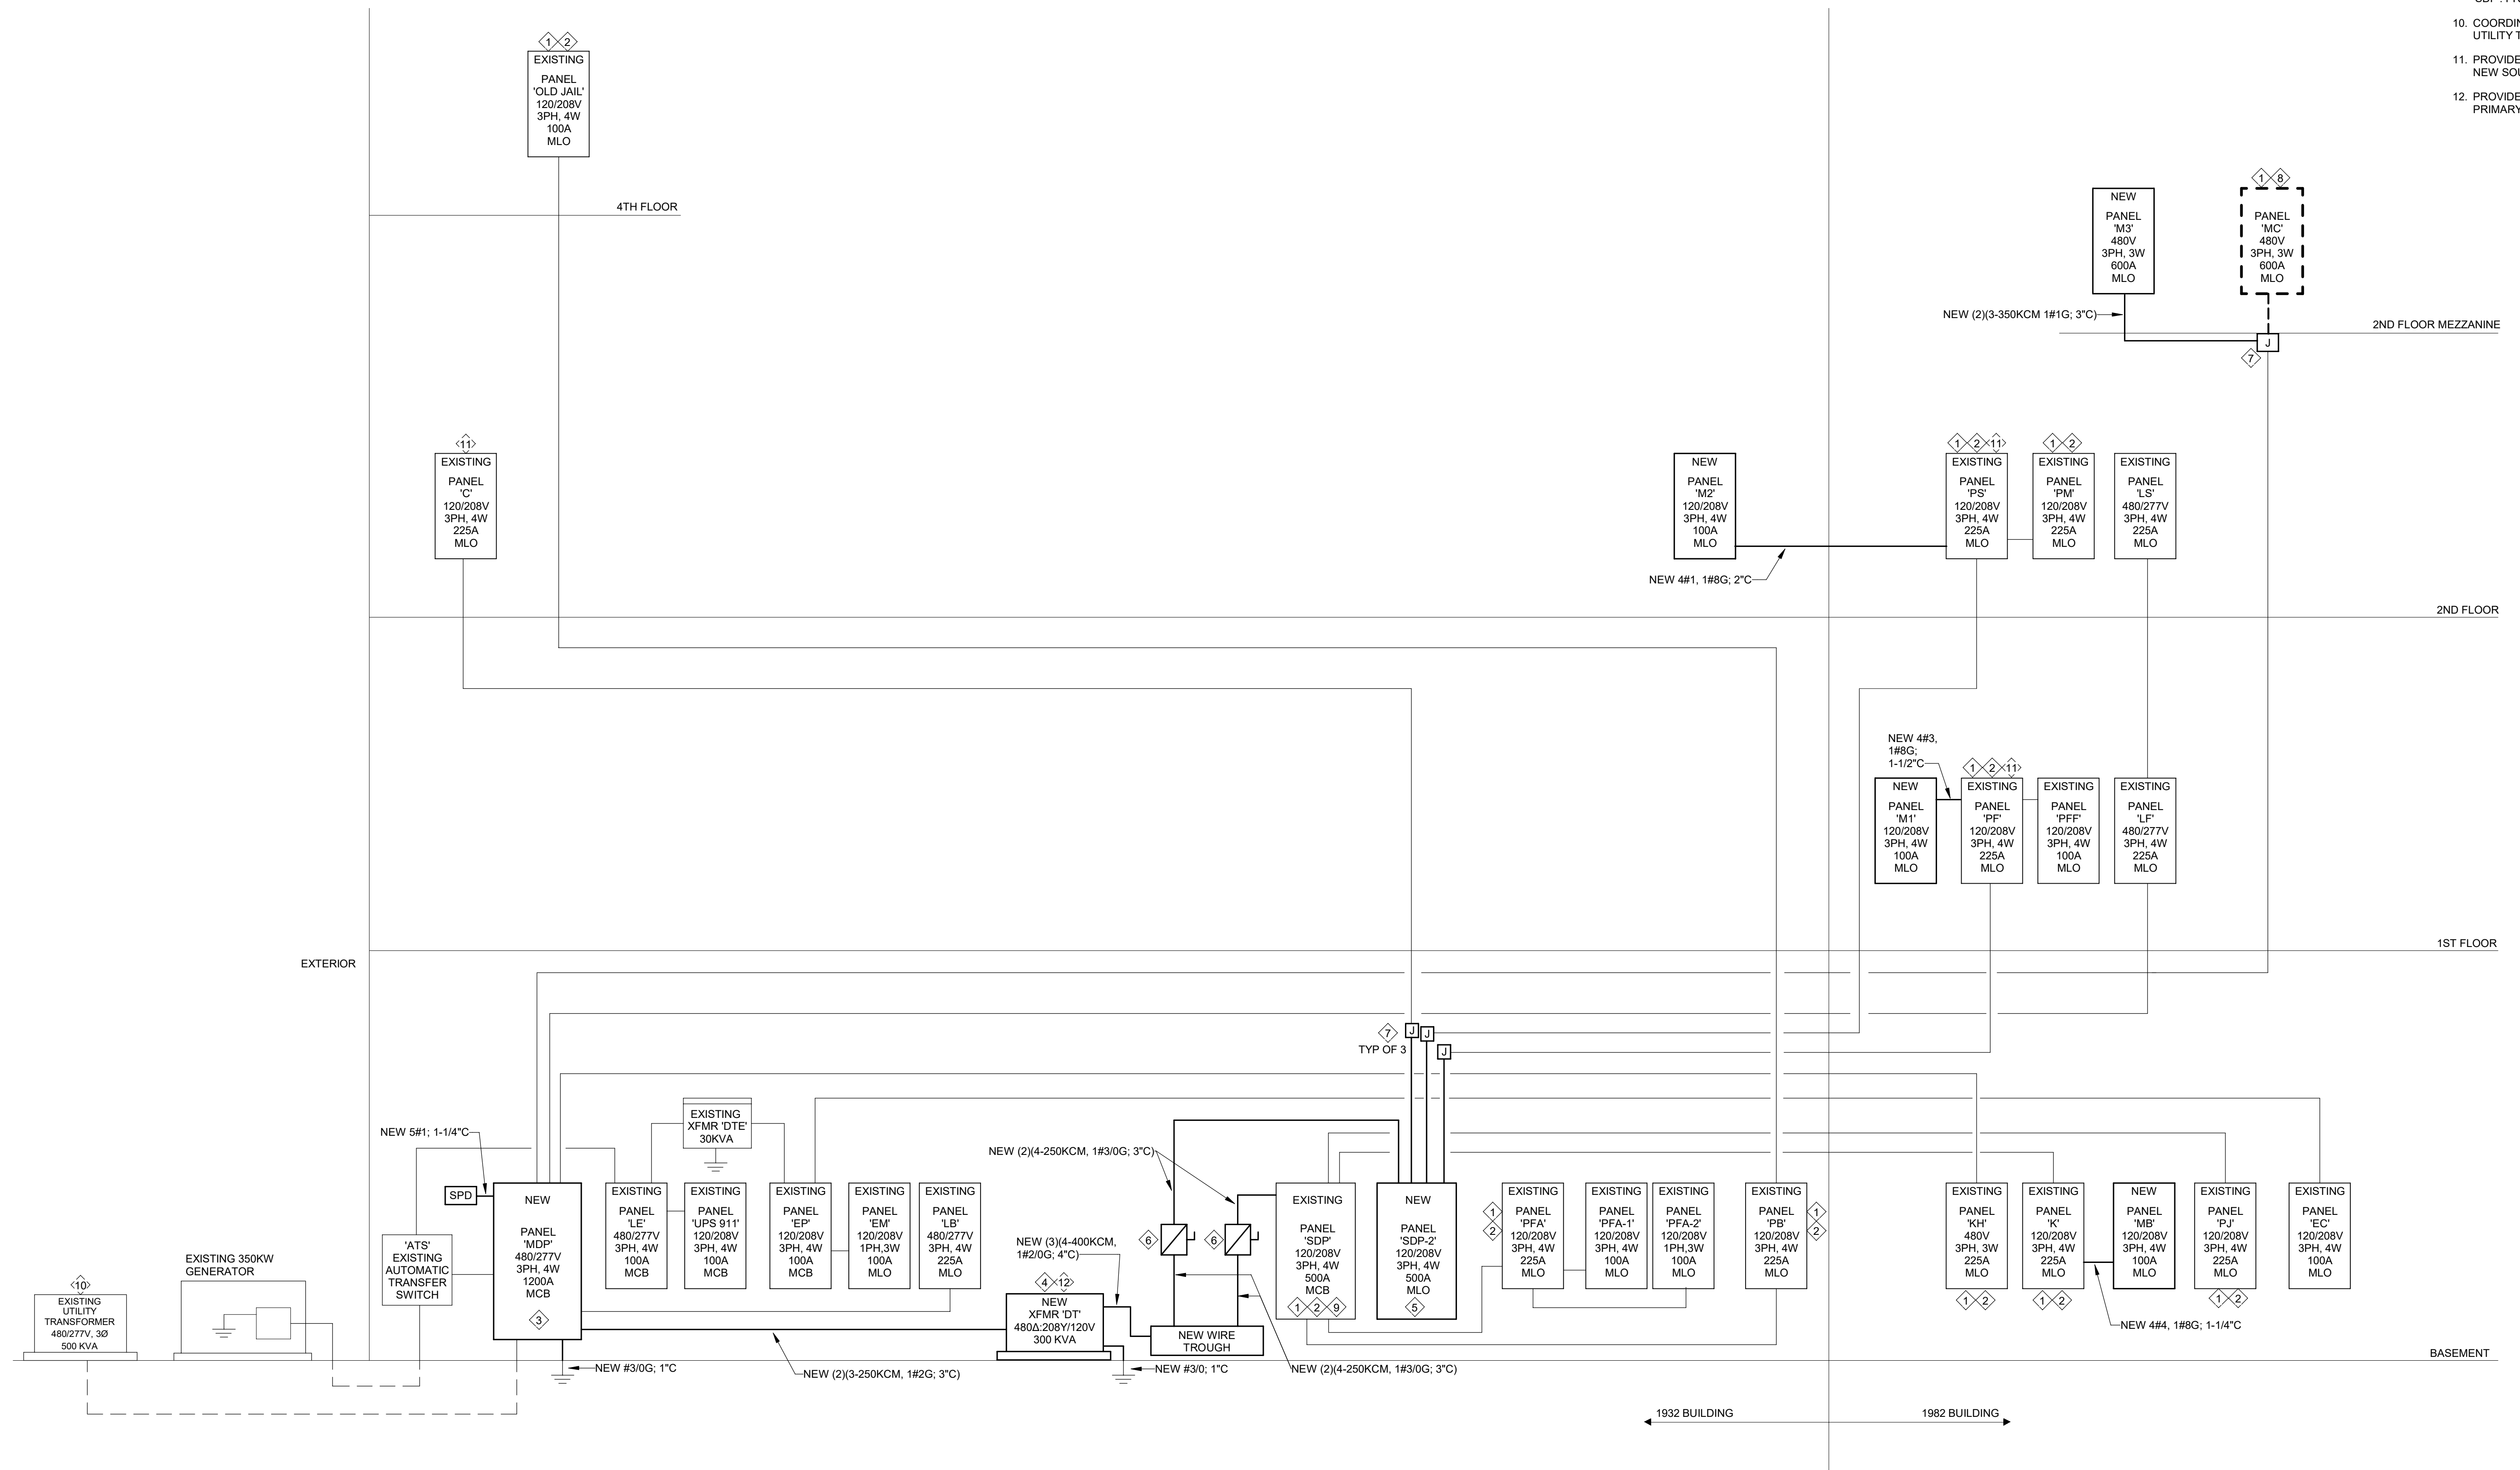 10. COORDIN
UTILITY T
11. PROVIDE
NEW SOU
12. PROVIDE
PRIMARY
1 2
EXISTING
PANEL
'OLD JAIL'
120/208V
3PH, 4W
100A
MLO
4TH FLOOR
NEW
PANEL
'M3'
480V
3PH, 3W
600A
MLO
1 8
PANEL
'MC'
480V
3PH, 3W
600A
MLO
NEW (2)(3-350KCM 1#1G; 3"C)
2ND FLOOR MEZZANINE
J
7
11
EXISTING
PANEL
'C'
120/208V
3PH, 4W
225A
MLO
NEW
PANEL
'M2'
120/208V
3PH, 4W
100A
MLO
1 2 11
EXISTING
PANEL
'PS'
120/208V
3PH, 4W
225A
MLO
1 2
EXISTING
PANEL
'PM'
120/208V
3PH, 4W
225A
MLO
EXISTING
PANEL
'LS'
480/277V
3PH, 4W
225A
MLO
NEW 4#1, 1#8G; 2"C
2ND FLOOR
NEW 4#3,
1#8G;
1-1/2"C
NEW
PANEL
'M1'
120/208V
3PH, 4W
100A
MLO
1 2 11
EXISTING
PANEL
'PF'
120/208V
3PH, 4W
225A
MLO
EXISTING
PANEL
'PFF'
120/208V
3PH, 4W
100A
MLO
EXISTING
PANEL
'LF'
480/277V
3PH, 4W
225A
MLO
1ST FLOOR
EXTERIOR
7
TYP OF 3
J
J
J
EXISTING
XFMR 'DTE'
30KVA
NEW 5#1; 1-1/4"C
SPD
NEW (2)(4-250KCM, 1#3/0G; 3"C)
10
EXISTING
UTILITY
TRANSFORMER
480/277V, 3Ø
500 KVA
EXISTING 350KW
GENERATOR
'ATS'
EXISTING
AUTOMATIC
TRANSFER
SWITCH
NEW
PANEL
'MDP'
480/277V
3PH, 4W
1200A
MCB
3
EXISTING
PANEL
'LE'
480/277V
3PH, 4W
100A
MCB
EXISTING
PANEL
'UPS 911'
120/208V
3PH, 4W
100A
MCB
EXISTING
PANEL
'EP'
120/208V
3PH, 4W
100A
MCB
EXISTING
PANEL
'EM'
120/208V
1PH,3W
100A
MLO
EXISTING
PANEL
'LB'
480/277V
3PH, 4W
225A
MLO
NEW (3)(4-400KCM,
1#2/0G; 4"C)
4 12
NEW
XFMR 'DT'
480Δ:208Y/120V
300 KVA
6
6
NEW WIRE
TROUGH
EXISTING
PANEL
'SDP'
120/208V
3PH, 4W
500A
MCB
1 2 9
NEW
PANEL
'SDP-2'
120/208V
3PH, 4W
500A
MLO
5
1
2
EXISTING
PANEL
'PFA'
120/208V
3PH, 4W
225A
MLO
EXISTING
PANEL
'PFA-1'
120/208V
3PH, 4W
100A
MLO
EXISTING
PANEL
'PFA-2'
120/208V
1PH,3W
100A
MLO
EXISTING
PANEL
'PB'
120/208V
3PH, 4W
225A
MLO
1
2
EXISTING
PANEL
'KH'
480V
3PH, 3W
225A
MLO
1 2
EXISTING
PANEL
'K'
120/208V
3PH, 4W
225A
MLO
1 2
NEW
PANEL
'MB'
120/208V
3PH, 4W
100A
MLO
EXISTING
PANEL
'PJ'
120/208V
3PH, 4W
225A
MLO
1 2
EXISTING
PANEL
'EC'
120/208V
3PH, 4W
100A
MLO
NEW 4#4, 1#8G; 1-1/4"C
BASEMENT
NEW #3/0G; 1"C
NEW (2)(3-250KCM, 1#2G; 3"C)
NEW #3/0; 1"C
NEW (2)(4-250KCM, 1#3/0G; 3"C)
1932 BUILDING
1982 BUILDING